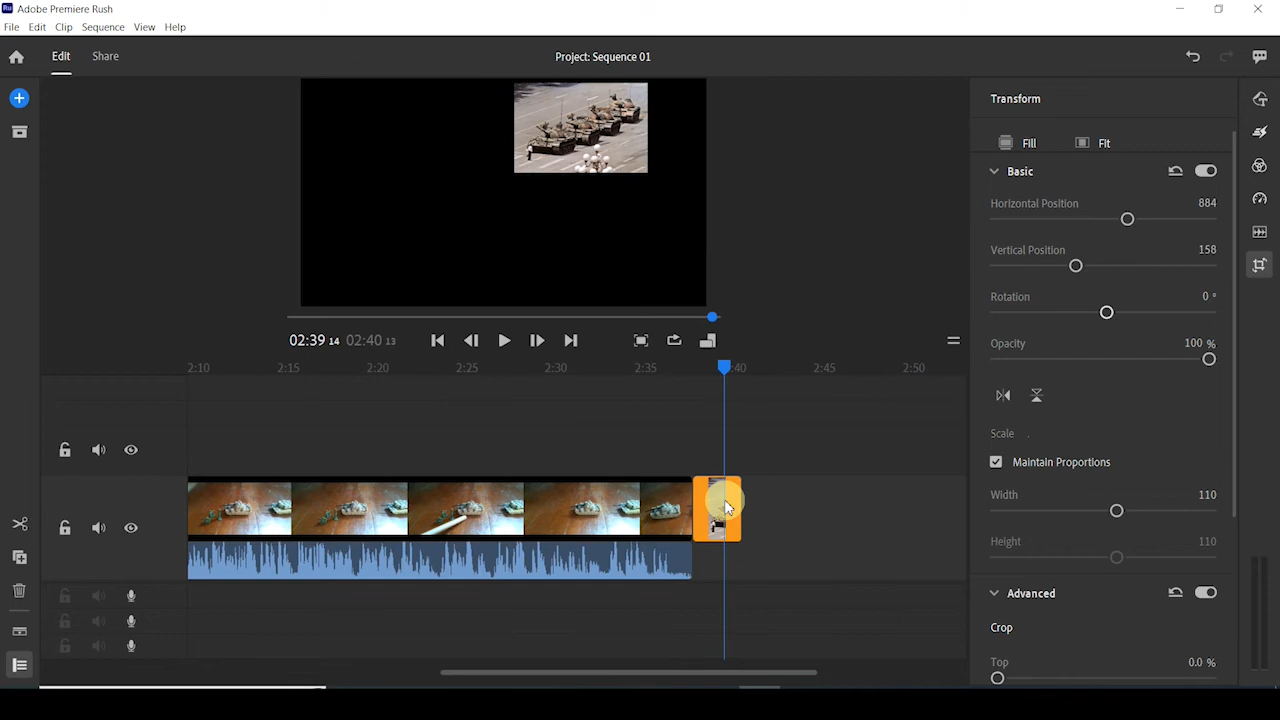 Ru Adobe Premiere Rush
File Edit Clip Sequence View Help
Edit Share Project: Sequence 01
Transform
Fill Fit
Basic
Horizontal Position 884
Vertical Position 158
Rotation 0 °
02:39 14 02:40 13
Opacity 100 %
2:10 2:15 2:20 2:25 2:30 2:35 2:40 2:45 2:50
Scale
Maintain Proportions
Width 110
Height 110
Advanced
Crop
Top 0.0 %